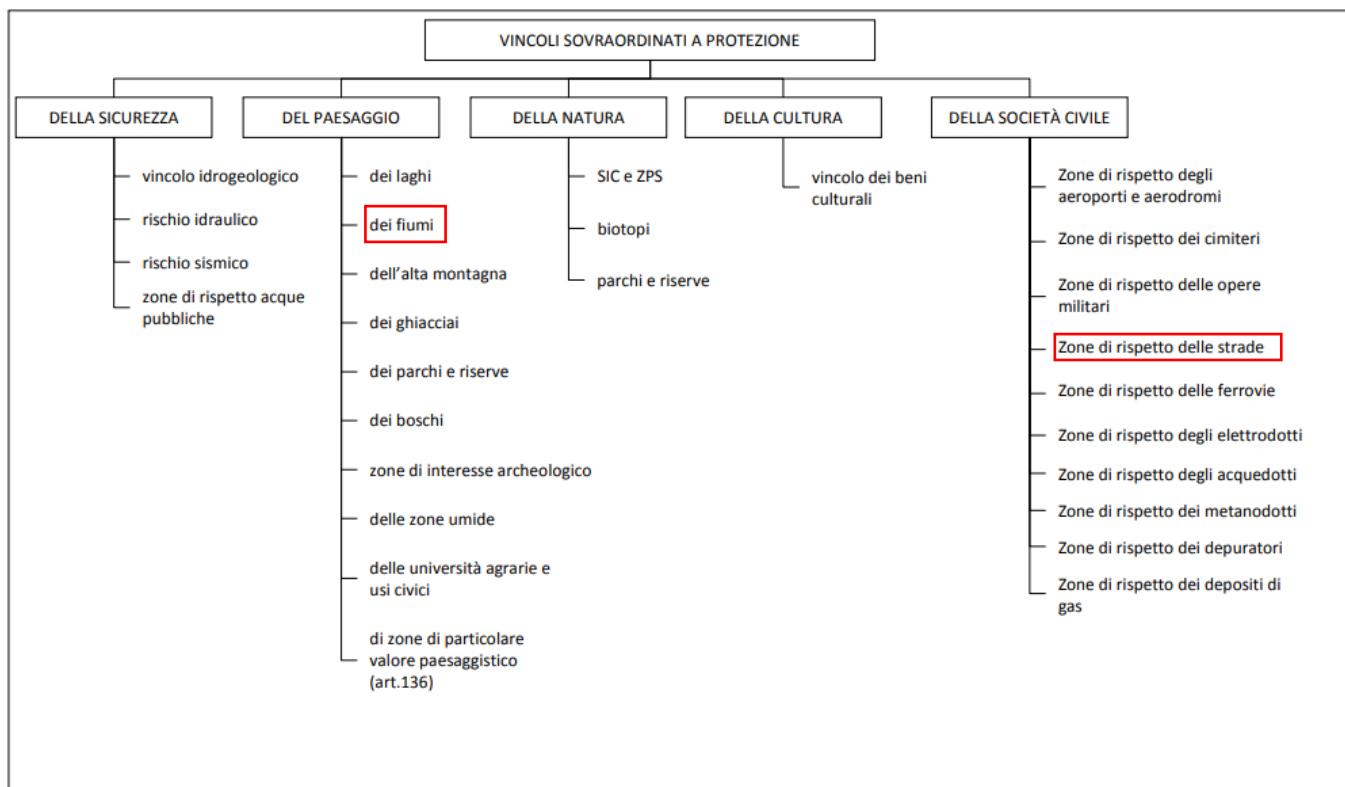 VINCOLI SOVRAORDINATI A PROTEZIONE
DELLA SICUREZZA
vincolo idrogeologico
rischio idraulico
rischio sismico
zone di rispetto acque
pubbliche
DEL PAESAGGIO
dei laghi
dei fiumi
dell'alta montagna
dei ghiacciai
dei parchi e riserve
dei boschi
zone di interesse archeologico
delle zone umide
delle università agrarie e
usi civici
di zone di particolare
valore paesaggistico
(art.136)
DELLA NATURA
SIC e ZPS
biotopi
parchi e riserve
DELLA CULTURA
vincolo dei beni
culturali
DELLA SOCIETÀ CIVILE
Zone di rispetto degli
aeroporti e aerodromi
Zone di rispetto dei cimiteri
Zone di rispetto delle opere
militari
Zone di rispetto delle strade
Zone di rispetto delle ferrovie
Zone di rispetto degli elettrodotti
Zone di rispetto degli acquedotti
Zone di rispetto dei metanodotti
Zone di rispetto dei depuratori
Zone di rispetto dei depositi di
gas